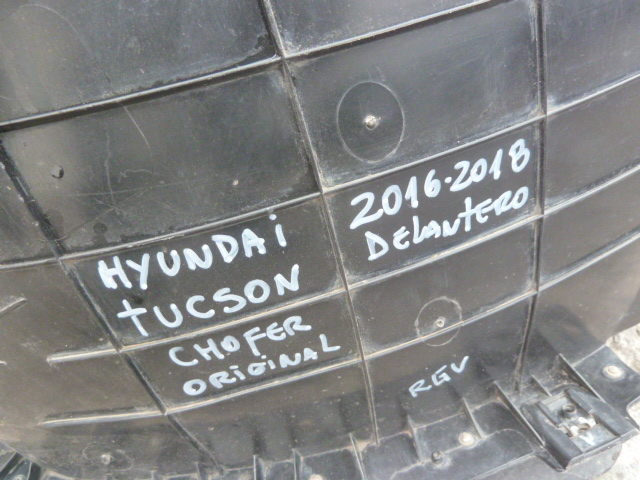 HYUNDAi
tUCSON
CHOFER
ORiGiNAL
2016-2018
DELANTERO
RGV